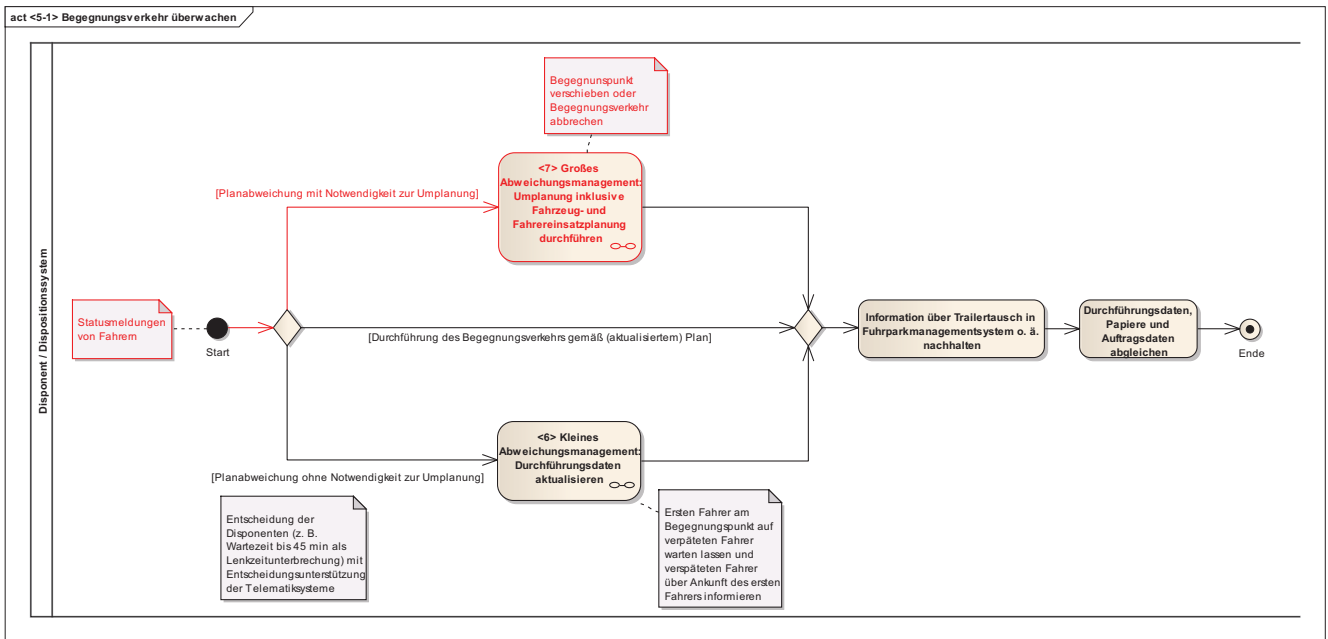 act <5-1> Begegnungsverkehr überwachen
Disponent / Dispositionssystem
Begegnunspunkt
verschieben oder
Begegnungsverkehr
abbrechen
[Planabweichung mit Notwendigkeit zur Umplanung]
<7> Großes
Abweichungsmanagement:
Umplanung inklusive
Fahrzeug- und
Fahrereinsatzplanung
durchführen
Statusmeldungen
von Fahrern
Start
[Durchführung des Begegnungsverkehrs gemäß (aktualisiertem) Plan]
Information über Trailertausch in
Fuhrparkmanagementsystem o. ä.
nachhalten
Durchführungsdaten,
Papiere und
Auftragsdaten
abgleichen
Ende
<6> Kleines
Abweichungsmanagement:
Durchführungsdaten
aktualisieren
[Planabweichung ohne Notwendigkeit zur Umplanung]
Entscheidung der
Disponenten (z. B.
Wartezeit bis 45 min als
Lenkzeitunterbrechung) mit
Entscheidungsunterstützung
der Telematiksysteme
Ersten Fahrer am
Begegnungspunkt auf
verpäteten Fahrer
warten lassen und
verspäteten Fahrer
über Ankunft des ersten
Fahrers informieren